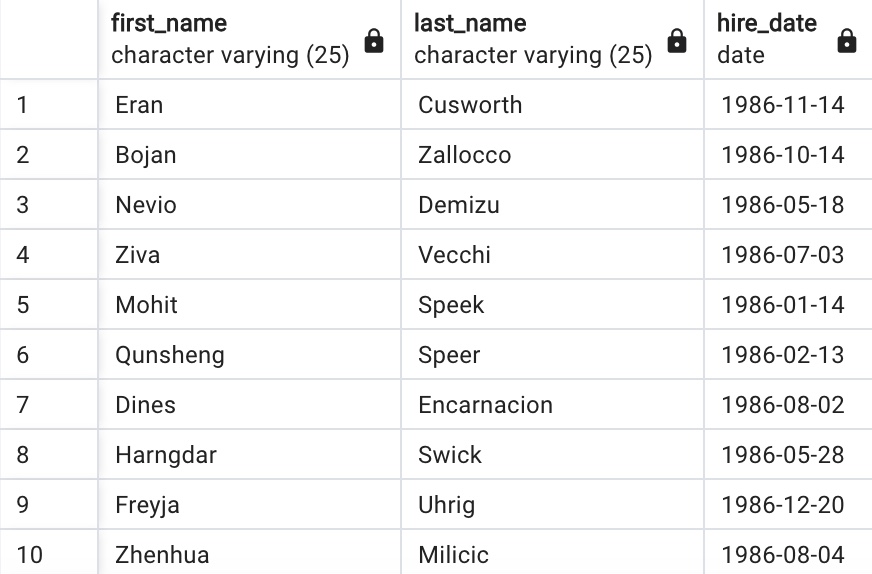 first_name last_name hire_date
character varying (25) character varying (25) date
1 Eran Cusworth 1986-11-14
2 Bojan Zallocco 1986-10-14
3 Nevio Demizu 1986-05-18
4 Ziva Vecchi 1986-07-03
5 Mohit Speek 1986-01-14
6 Qunsheng Speer 1986-02-13
7 Dines Encarnacion 1986-08-02
8 Harngdar Swick 1986-05-28
9 Freyja Uhrig 1986-12-20
10 Zhenhua Milicic 1986-08-04